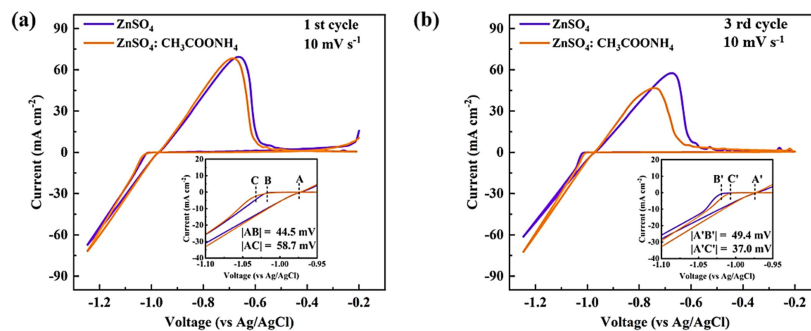 (a)
ZnSO₄
ZnSO₄: CH₃COONH₄
1 st cycle
10 mV s⁻¹
Current (mA cm⁻²)
90
60
30
0
-30
-60
-90
-1.2
-1.0
-0.8
-0.6
-0.4
-0.2
Voltage (vs Ag/AgCl)
Current (mA cm⁻²)
20
10
0
-10
-20
-30
-40
C B A
|AB| = 44.5 mV
|AC| = 58.7 mV
-1.10
-1.05
-1.00
-0.95
Voltage (vs Ag/AgCl)
(b)
ZnSO₄
ZnSO₄: CH₃COONH₄
3 rd cycle
10 mV s⁻¹
Current (mA cm⁻²)
90
60
30
0
-30
-60
-90
-1.2
-1.0
-0.8
-0.6
-0.4
-0.2
Voltage (vs Ag/AgCl)
Current (mA cm⁻²)
20
10
0
-10
-20
-30
-40
B' C' A'
|A'B'| = 49.4 mV
|A'C'| = 37.0 mV
-1.10
-1.05
-1.00
-0.95
Voltage (vs Ag/AgCl)